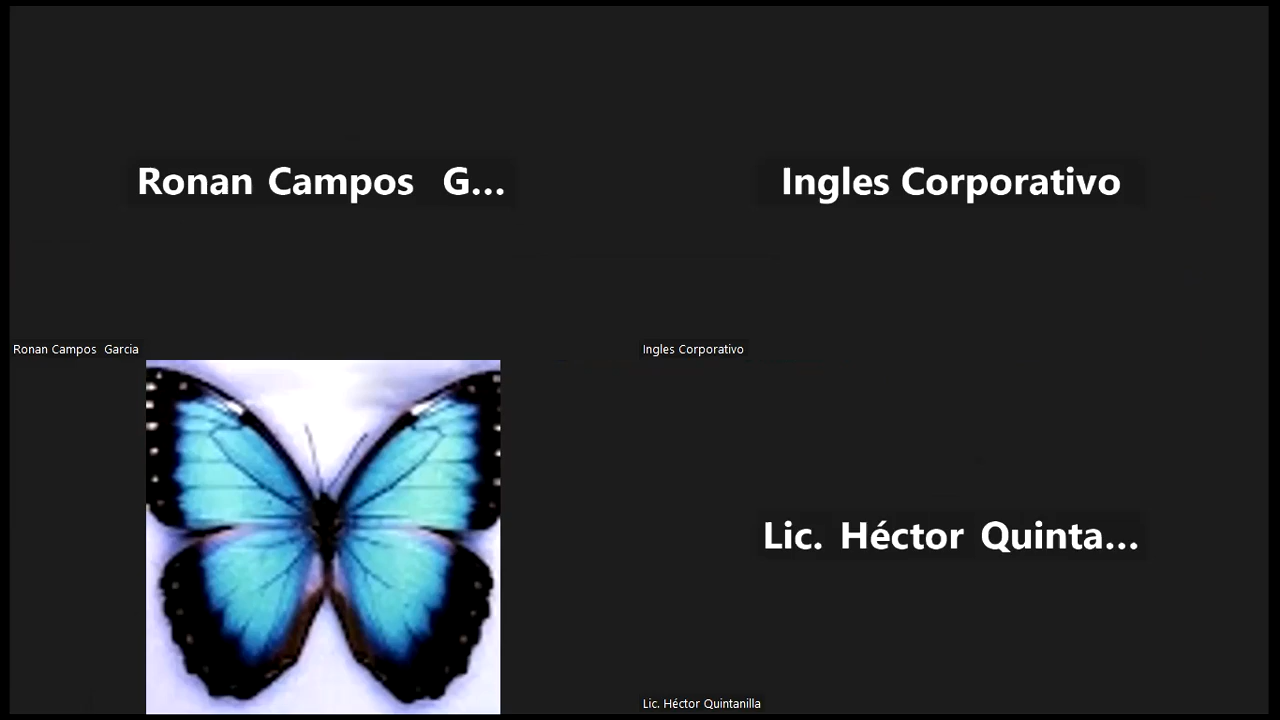 Ronan Campos  G...
Ingles Corporativo
Ronan Campos  Garcia
Ingles Corporativo
Lic.  Héctor  Quinta...
Lic. Héctor Quintanilla